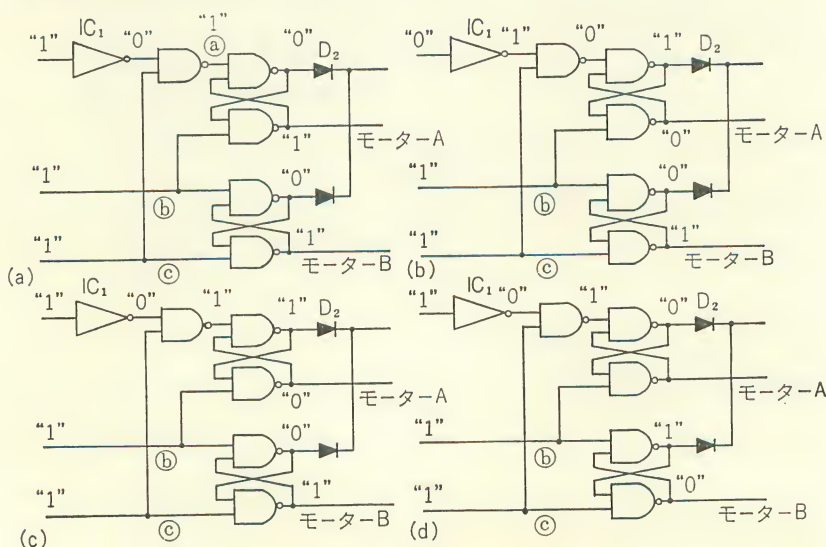 “1” IC₁ “0” “1” ⓐ “0” D₂
“1”
モーターA
“1” ⓑ “0”
“1” ⓒ “1”
モーターB
(a)
“0” IC₁ “1” “0” “1” D₂
“0”
モーターA
“1” ⓑ “0”
“1” ⓒ “1”
モーターB
(b)
“1” IC₁ “0” “1” “1” D₂
“0”
モーターA
“1” ⓑ “0”
“1” ⓒ “1”
モーターB
(c)
“1” IC₁ “0” “1” “0” D₂
モーターA
“1” ⓑ “1”
“1” ⓒ “0”
モーターB
(d)